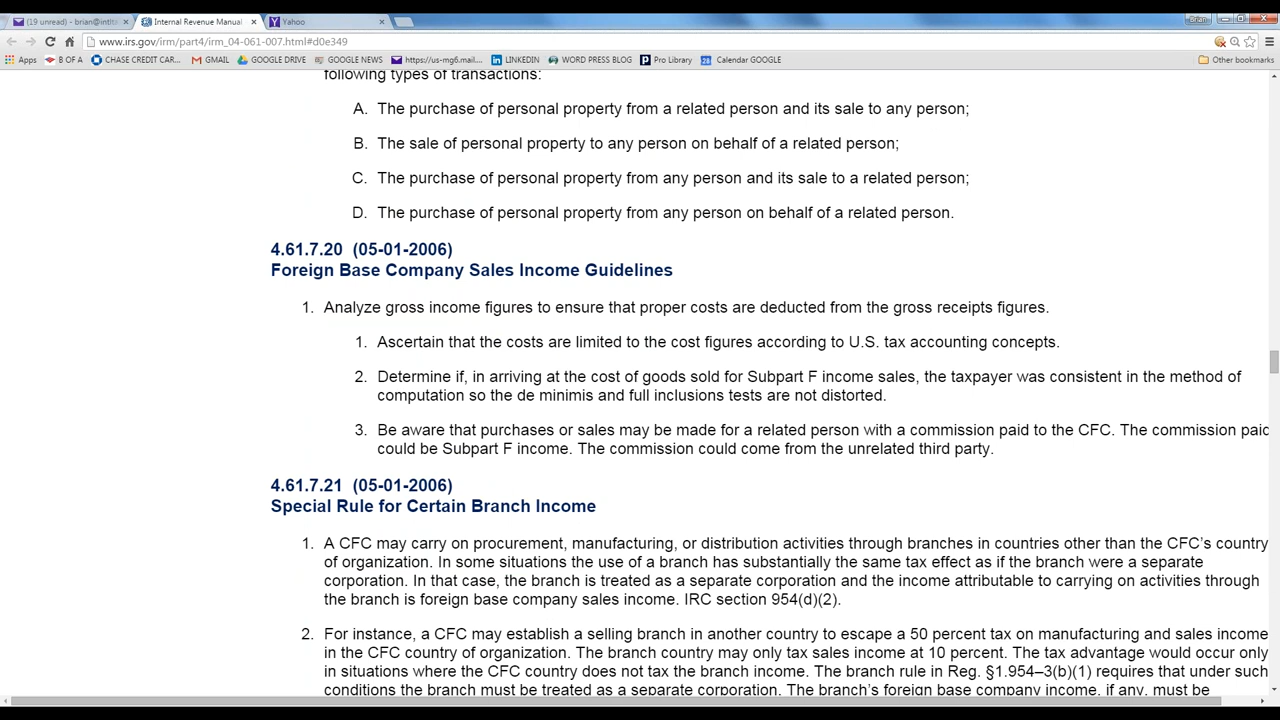 (19 unread) - brian@intltax
Internal Revenue Manual
Yahoo
Brian
www.irs.gov/irm/part4/irm_04-061-007.html#d0e349
Apps
B OF A
CHASE CREDIT CAR...
GMAIL
GOOGLE DRIVE
GOOGLE NEWS
https://us-mg6.mail....
LINKEDIN
WORD PRESS BLOG
Pro Library
Calendar GOOGLE
Other bookmarks
following types of transactions:
A. The purchase of personal property from a related person and its sale to any person;
B. The sale of personal property to any person on behalf of a related person;
C. The purchase of personal property from any person and its sale to a related person;
D. The purchase of personal property from any person on behalf of a related person.
4.61.7.20 (05-01-2006)
Foreign Base Company Sales Income Guidelines
1. Analyze gross income figures to ensure that proper costs are deducted from the gross receipts figures.
1. Ascertain that the costs are limited to the cost figures according to U.S. tax accounting concepts.
2. Determine if, in arriving at the cost of goods sold for Subpart F income sales, the taxpayer was consistent in the method of
computation so the de minimis and full inclusions tests are not distorted.
3. Be aware that purchases or sales may be made for a related person with a commission paid to the CFC. The commission paid
could be Subpart F income. The commission could come from the unrelated third party.
4.61.7.21 (05-01-2006)
Special Rule for Certain Branch Income
1. A CFC may carry on procurement, manufacturing, or distribution activities through branches in countries other than the CFC's country
of organization. In some situations the use of a branch has substantially the same tax effect as if the branch were a separate
corporation. In that case, the branch is treated as a separate corporation and the income attributable to carrying on activities through
the branch is foreign base company sales income. IRC section 954(d)(2).
2. For instance, a CFC may establish a selling branch in another country to escape a 50 percent tax on manufacturing and sales income
in the CFC country of organization. The branch country may only tax sales income at 10 percent. The tax advantage would occur only
in situations where the CFC country does not tax the branch income. The branch rule in Reg. §1.954–3(b)(1) requires that under such
conditions the branch must be treated as a separate corporation. The branch's foreign base company income, if any, must be